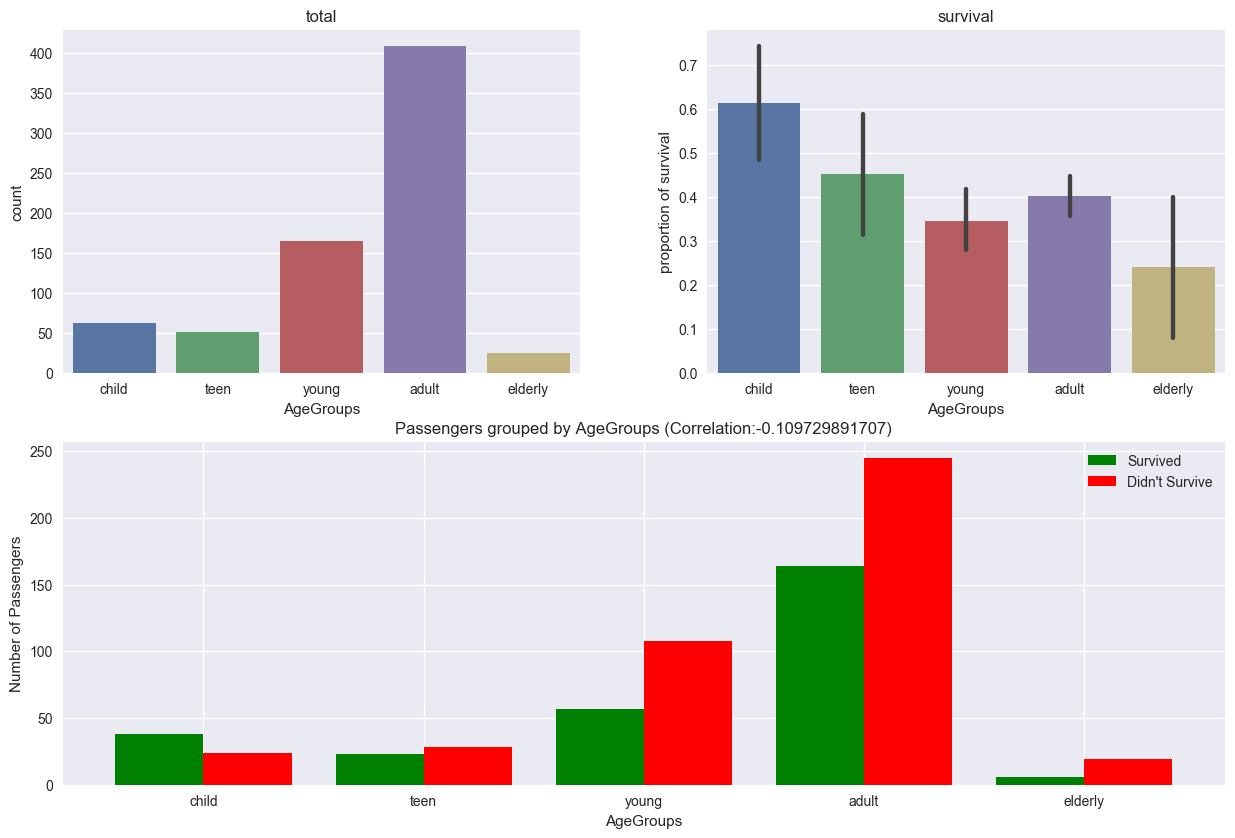 total
400
350
300
250
200
150
100
50
0
count
child teen young adult elderly
AgeGroups
survival
0.7
0.6
0.5
0.4
0.3
0.2
0.1
0.0
proportion of survival
child teen young adult elderly
AgeGroups
Passengers grouped by AgeGroups (Correlation:-0.109729891707)
250
200
150
100
50
0
Number of Passengers
Survived
Didn't Survive
child teen young adult elderly
AgeGroups